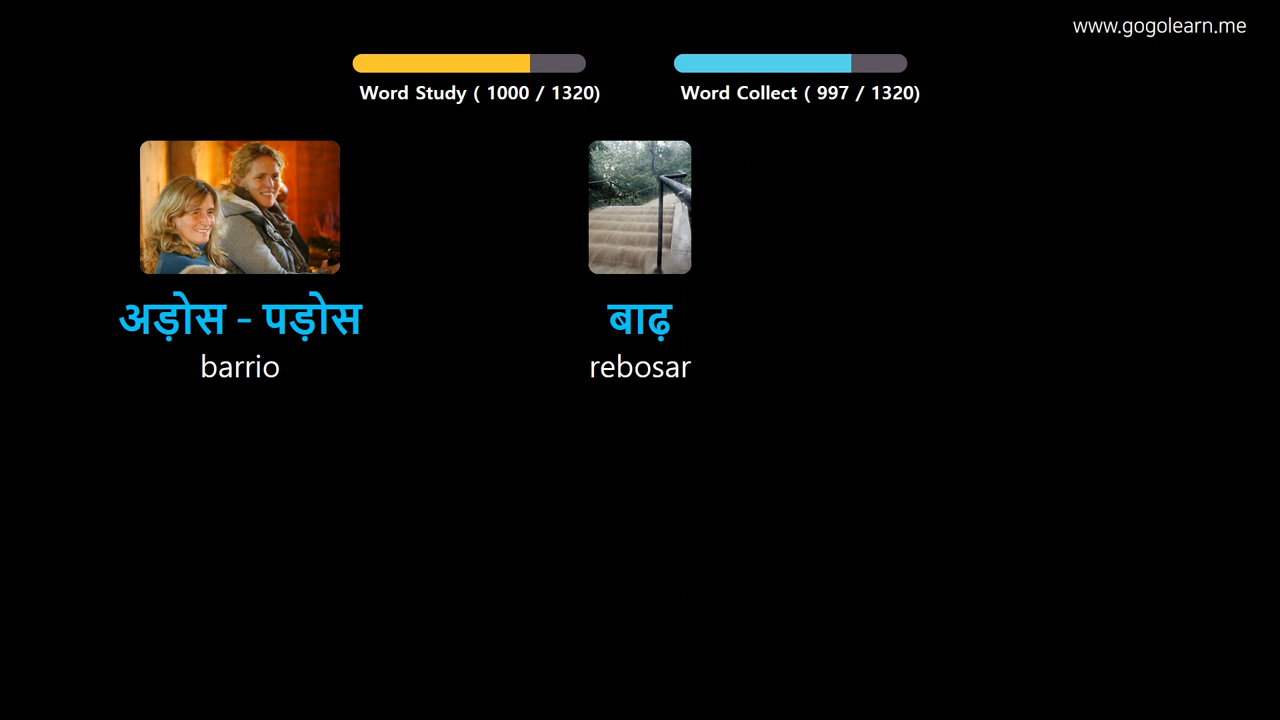 www.gogolearn.me
Word Study ( 1000 / 1320)
Word Collect ( 997 / 1320)
अड़ोस - पड़ोस
barrio
बाढ़
rebosar